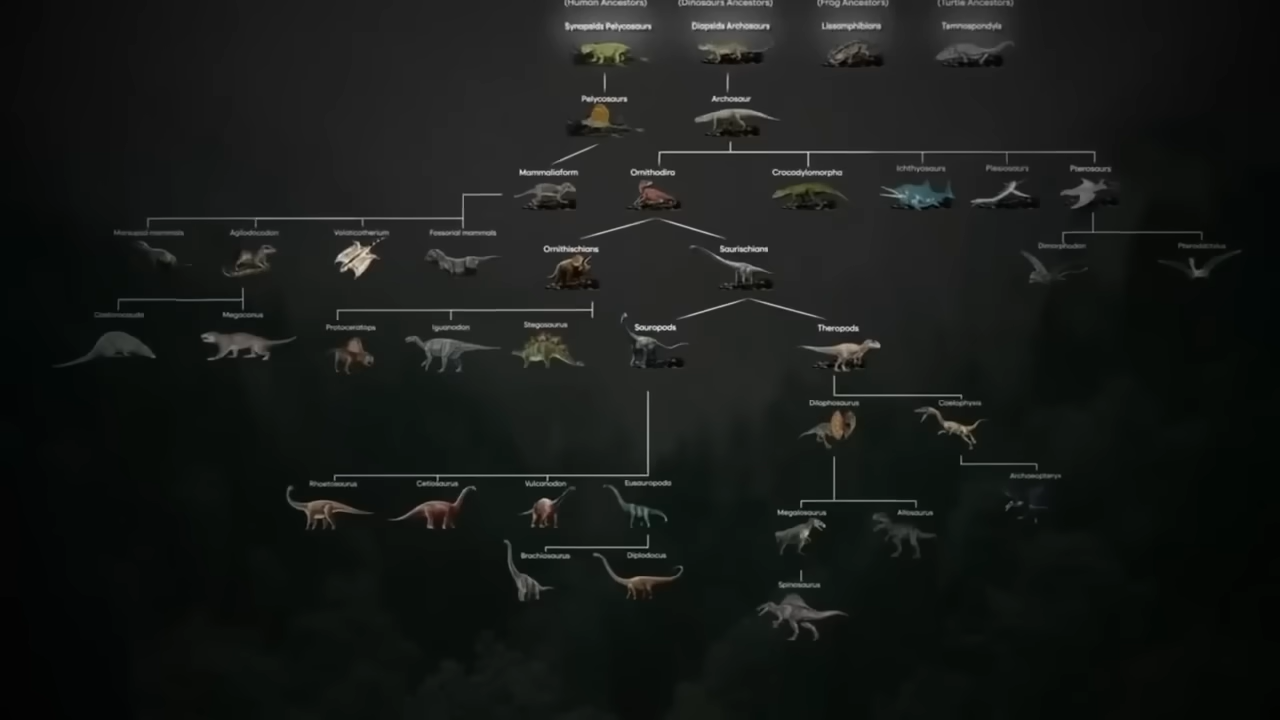 (Human Ancestors)
(Dinosaurs Ancestors)
(Frog Ancestors)
(Turtle Ancestors)
Synapsids Pelycosaurs
Diapsids Archosaurs
Lissamphibians
Temnospondyls
Pelycosaurs
Archosaur
Mammaliaform
Ornithodira
Crocodylomorpha
Ichthyosaurs
Plesiosaurs
Pterosaurs
Marsupial mammals
Agilodocodon
Volaticotherium
Fossorial mammals
Ornithischians
Saurischians
Dimorphodon
Castorocauda
Megaconus
Protoceratops
Iguanodon
Stegosaurus
Sauropods
Theropods
Dilophosaurus
Coelophysis
Archaeopteryx
Rhoetosaurus
Cetiosaurus
Vulcanodon
Eusauropoda
Megalosaurus
Allosaurus
Brachiosaurus
Diplodocus
Spinosaurus